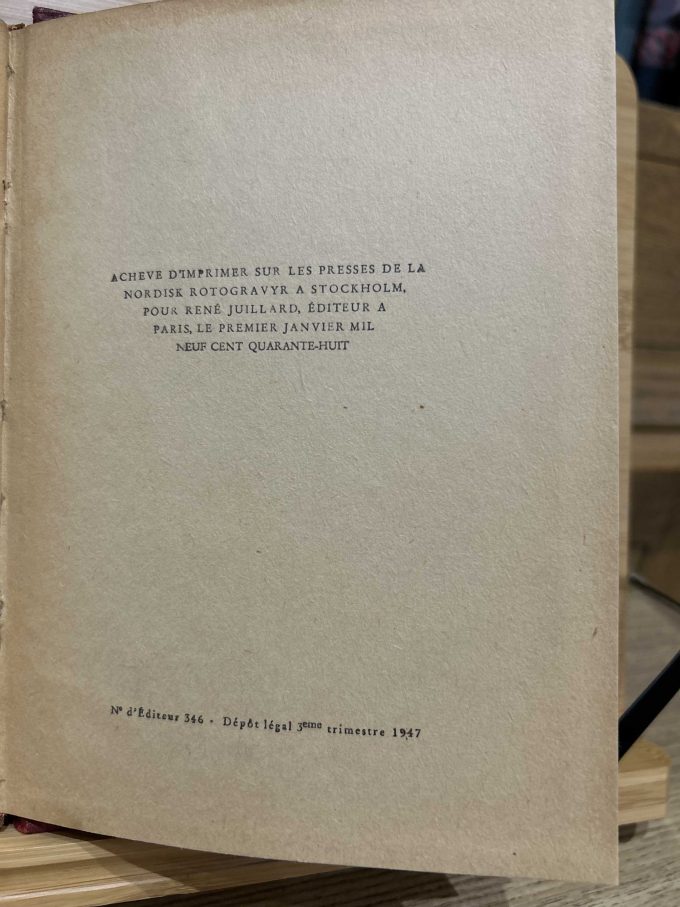 ACHEVE D'IMPRIMER SUR LES PRESSES DE LA
NORDISK ROTOGRAVYR A STOCKHOLM,
POUR RENÉ JUILLARD, ÉDITEUR A
PARIS, LE PREMIER JANVIER MIL
NEUF CENT QUARANTE-HUIT
Nº d'Éditeur 346 - Dépôt légal 3eme trimestre 1947